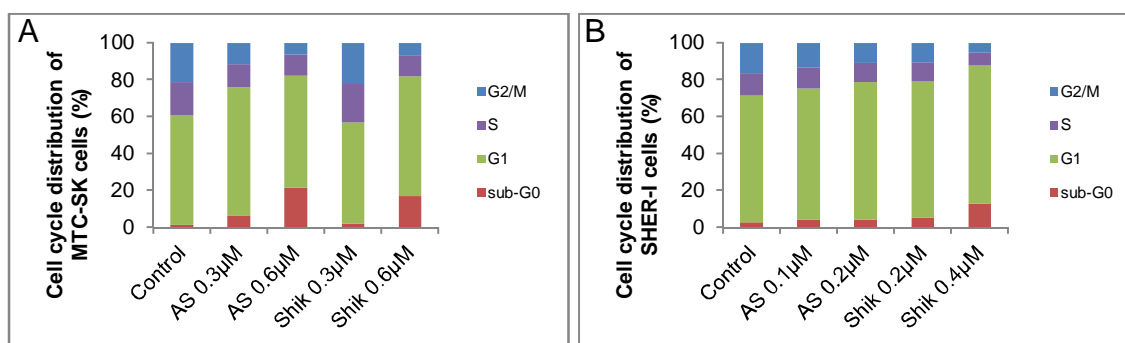 A
Cell cycle distribution of
MTC-SK cells (%)
100
80
60
40
20
0
Control
AS 0.3µM
AS 0.6µM
Shik 0.3µM
Shik 0.6µM
G2/M
S
G1
sub-G0
B
Cell cycle distribution of
SHER-I cells (%)
100
80
60
40
20
0
Control
AS 0.1µM
AS 0.2µM
Shik 0.2µM
Shik 0.4µM
G2/M
S
G1
sub-G0